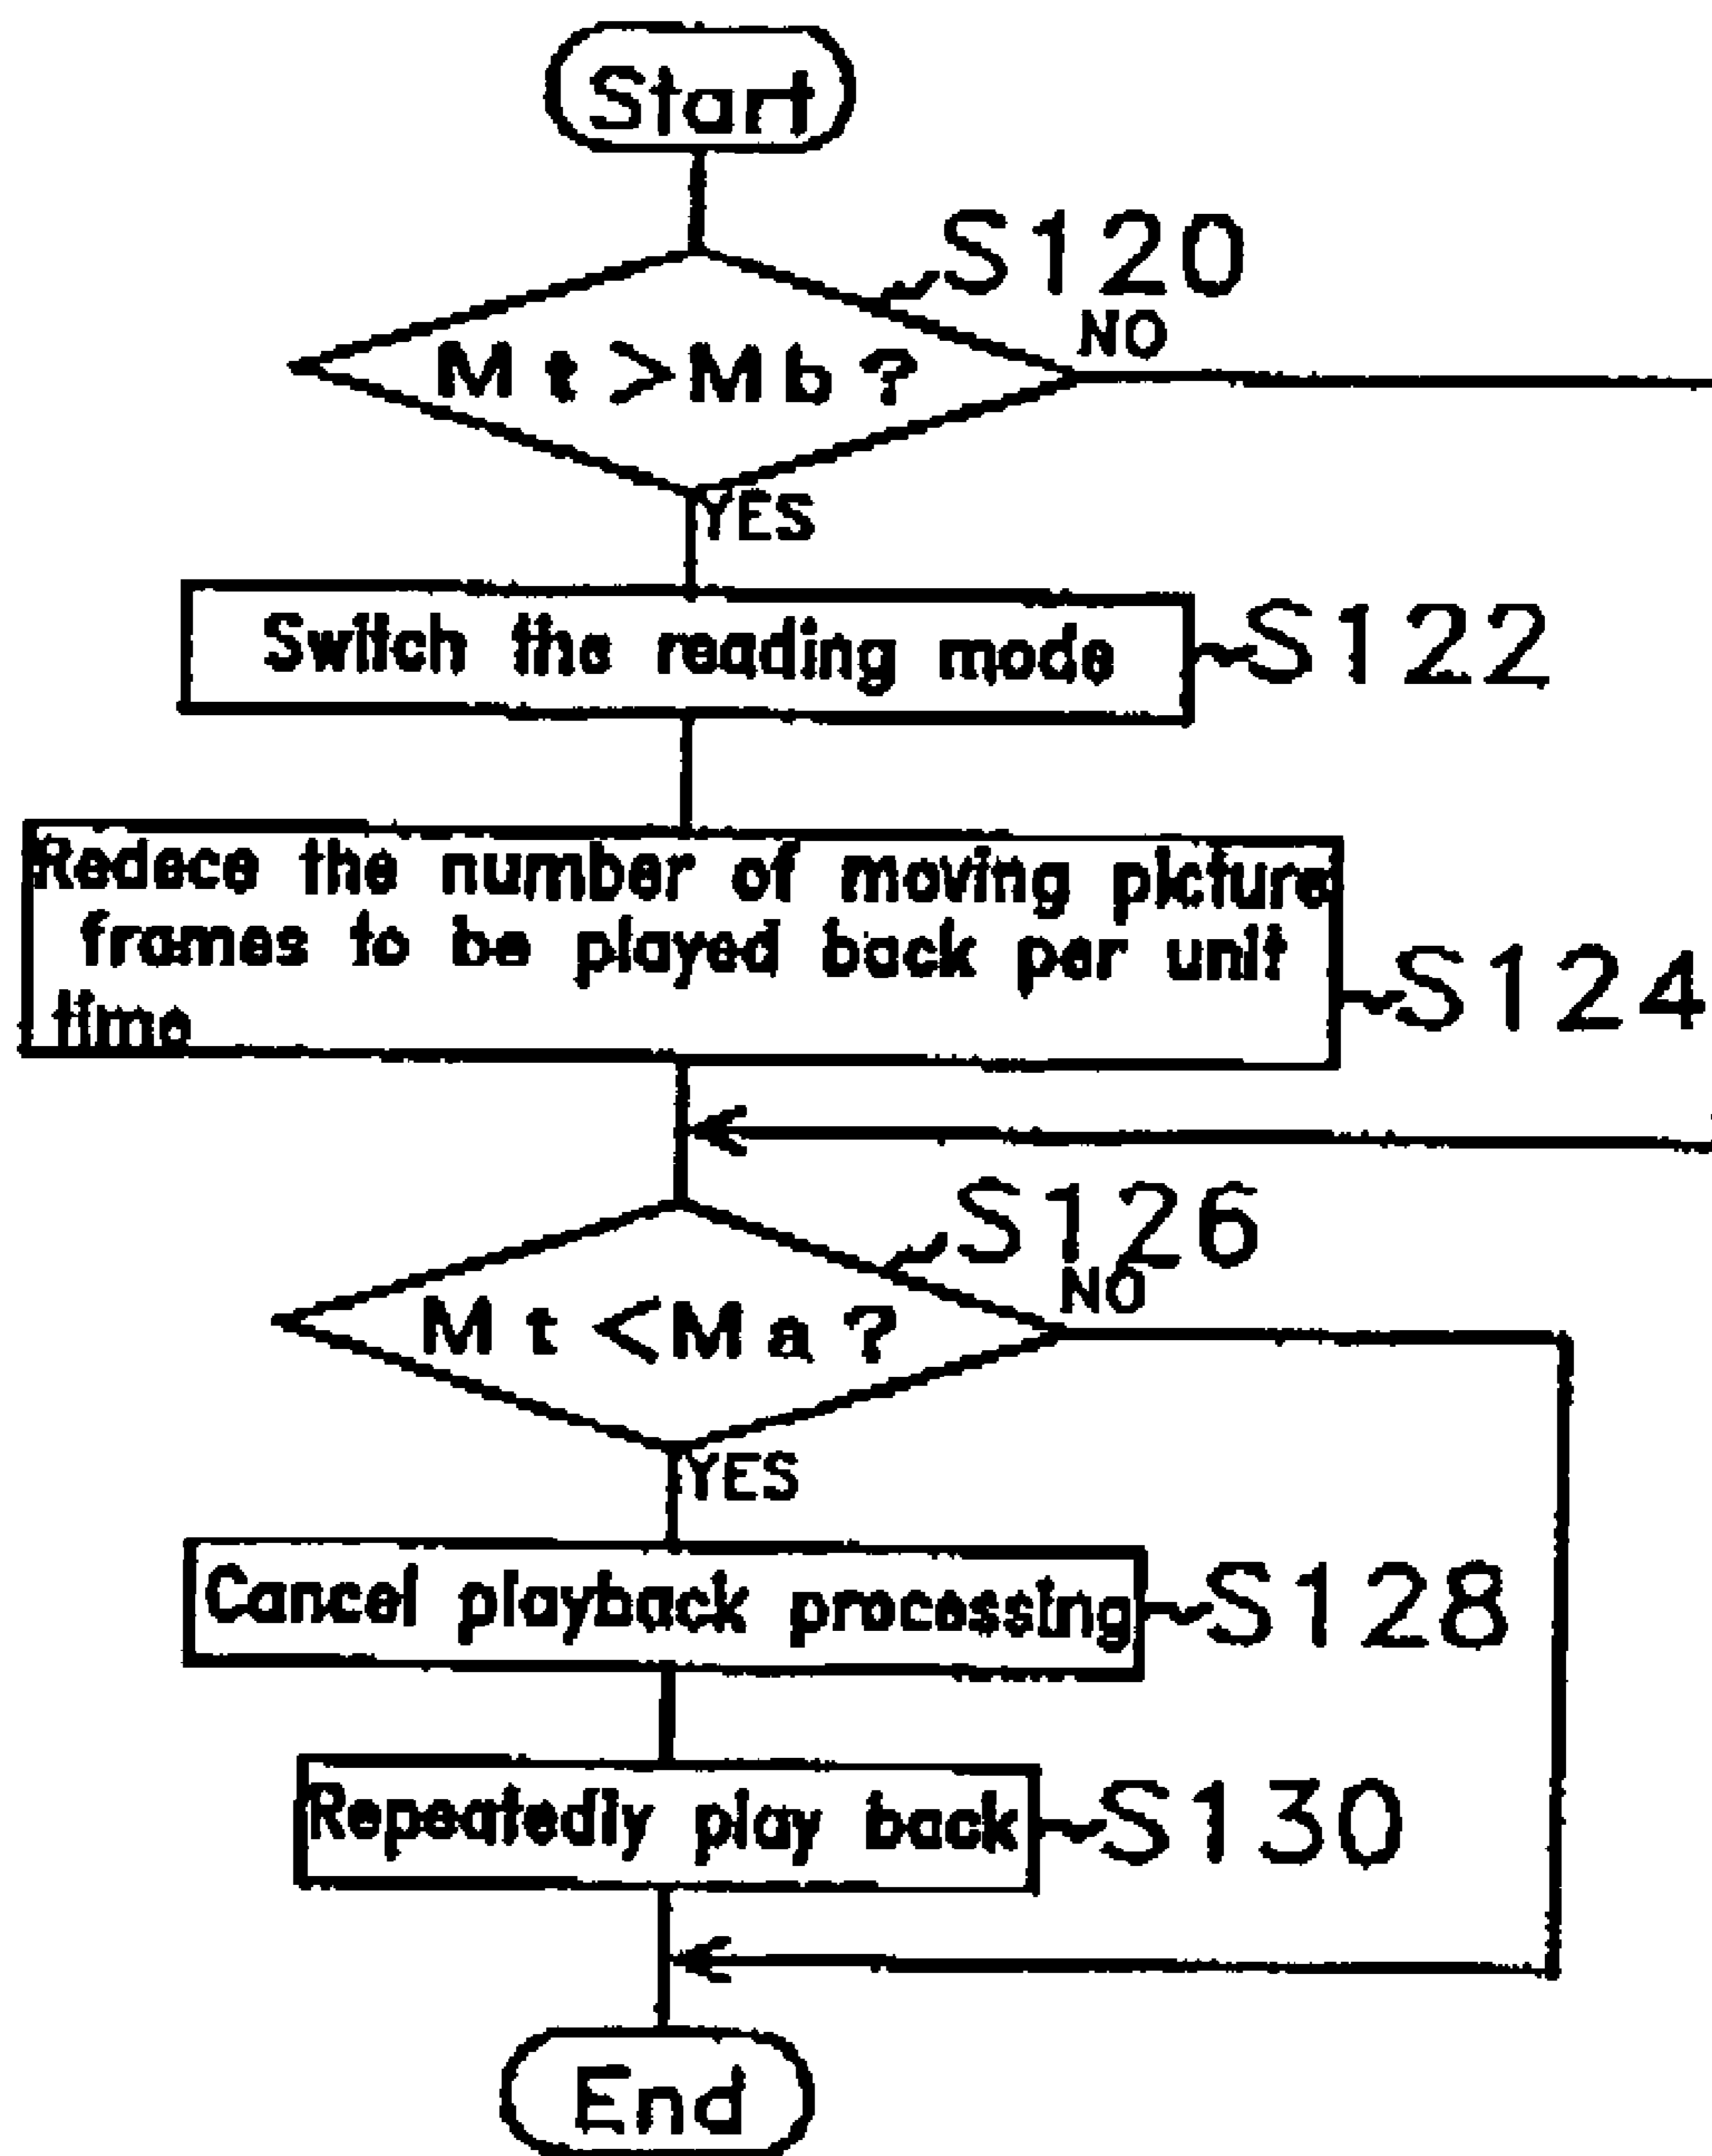 Start
S120
Mt>Mb?
NO
YES
Switch the reading mode
S122
Redece the number of moving picture
frames to be played back per unit
time
S124
S126
Mt<Ma?
NO
YES
Cancel playback processing
S128
Repeatedly play back
S130
End